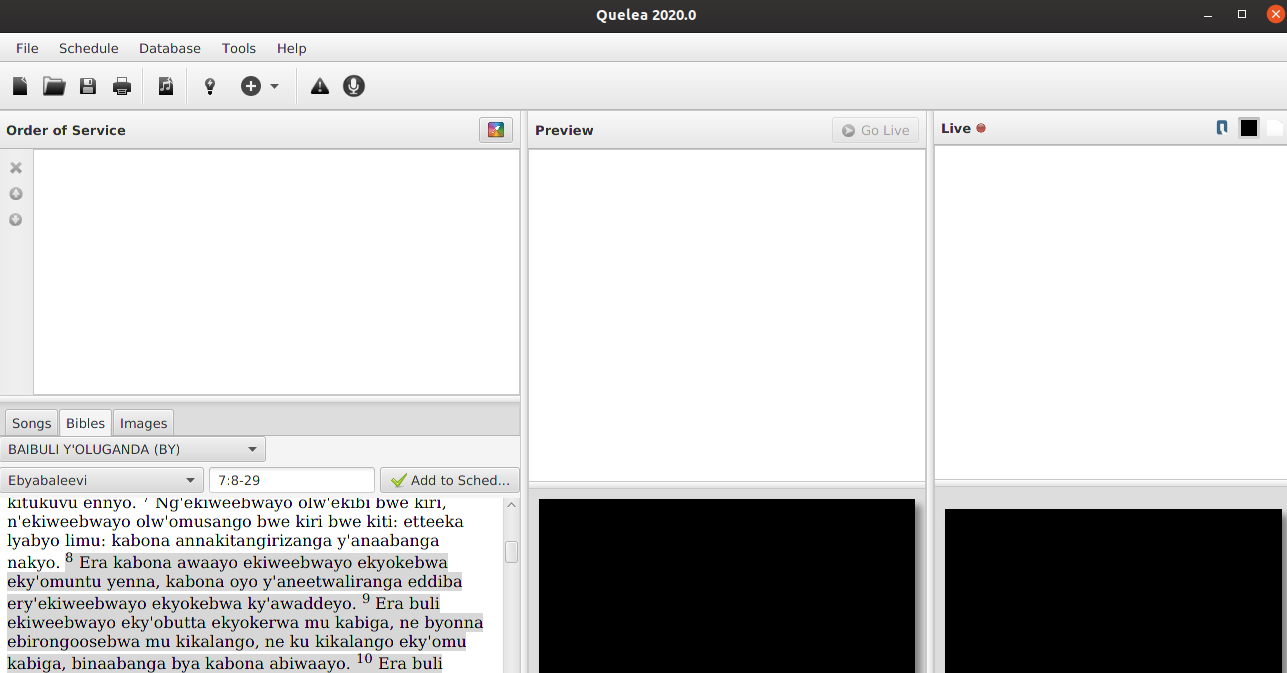 Quelea 2020.0
File Schedule Database Tools Help
Order of Service
Preview
Go Live
Live
Songs Bibles Images
BAIBULI Y'OLUGANDA (BY)
Ebyabaleevi 7:8-29 Add to Sched...
kitukuvu ennyo. 7 Ng'ekiweebwayo olw'ekibi bwe kiri,
n'ekiweebwayo olw'omusango bwe kiri bwe kiti: etteeka
lyabyo limu: kabona annakitangirizanga y'anaabanga
nakyo. 8 Era kabona awaayo ekiweebwayo ekyokebwa
eky'omuntu yenna, kabona oyo y'aneetwaliranga eddiba
ery'ekiweebwayo ekyokebwa ky'awaddeyo. 9 Era buli
ekiweebwayo eky'obutta ekyokerwa mu kabiga, ne byonna
ebirongoosebwa mu kikalango, ne ku kikalango eky'omu
kabiga, binaabanga bya kabona abiwaayo. 10 Era buli